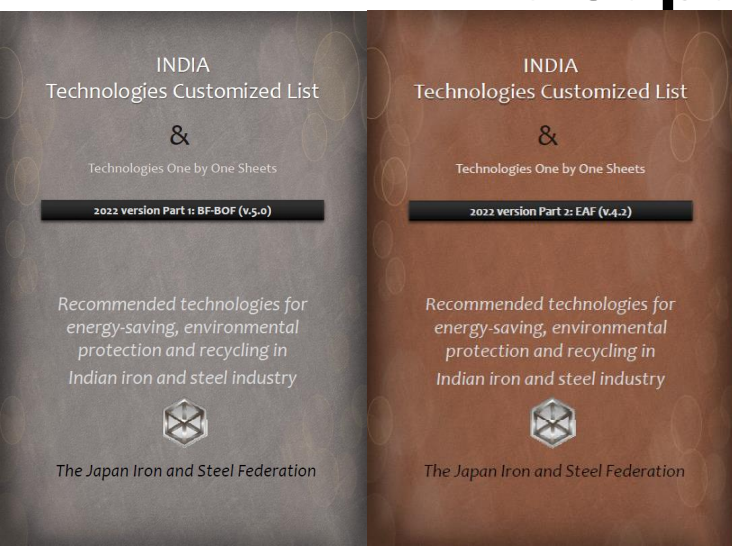 INDIA
Technologies Customized List
&
Technologies One by One Sheets
2022 version Part 1: BF-BOF (v.5.0)
Recommended technologies for
energy-saving, environmental
protection and recycling in
Indian iron and steel industry
The Japan Iron and Steel Federation
INDIA
Technologies Customized List
&
Technologies One by One Sheets
2022 version Part 2: EAF (v.4.2)
Recommended technologies for
energy-saving, environmental
protection and recycling in
Indian iron and steel industry
The Japan Iron and Steel Federation